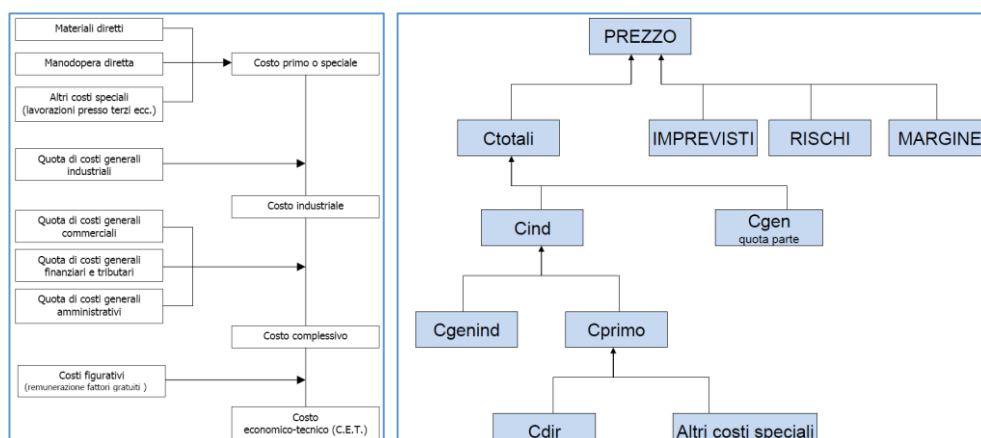 Materiali diretti
Manodopera diretta
Costo primo o speciale
Altri costi speciali
(lavorazioni presso terzi ecc.)
Quota di costi generali
industriali
Costo industriale
Quota di costi generali
commerciali
Quota di costi generali
finanziari e tributari
Quota di costi generali
amministrativi
Costo complessivo
Costi figurativi
(remunerazione fattori gratuiti )
Costo
economico-tecnico (C.E.T.)
PREZZO
Ctotali
IMPREVISTI
RISCHI
MARGINE
Cind
Cgen
quota parte
Cgenind
Cprimo
Cdir
Altri costi speciali